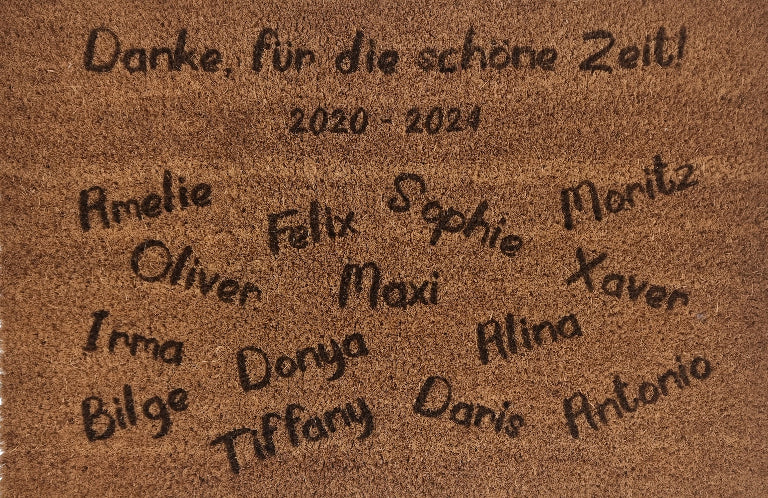 Danke, für die schöne Zeit!
2020 - 2024
Amelie Felix Sophie Moritz
Oliver Maxi Xaver
Irma Donya Alina
Bilge Tiffany Daris Antonio